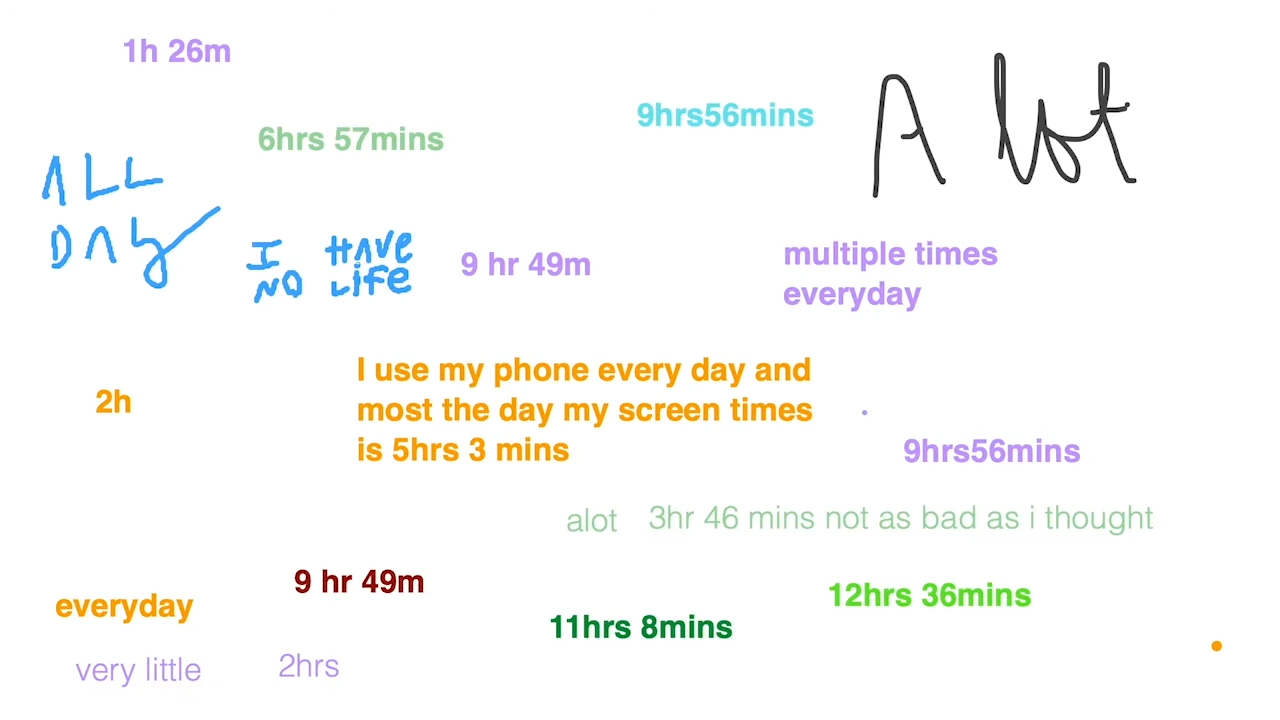 1h 26m
A lot
9hrs56mins
6hrs 57mins
ALL
DAY
I HAVE
NO LIFE
9 hr 49m
multiple times
everyday
I use my phone every day and
most the day my screen times
is 5hrs 3 mins
2h
9hrs56mins
alot
3hr 46 mins not as bad as i thought
9 hr 49m
12hrs 36mins
everyday
11hrs 8mins
very little
2hrs